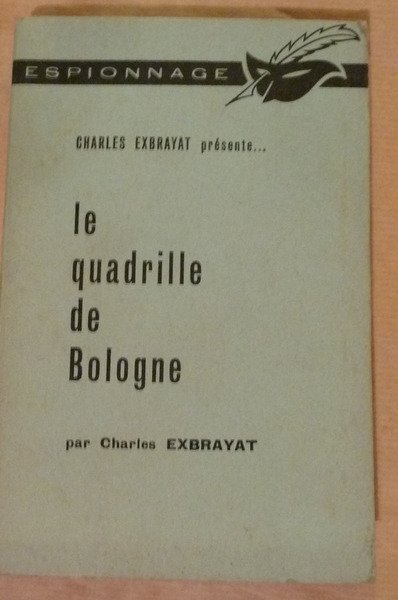 ESPIONNAGE
CHARLES EXBRAYAT présente...
le
quadrille
de
Bologne
par Charles EXBRAYAT